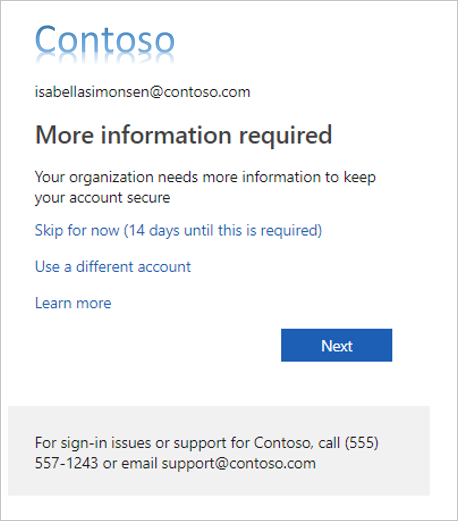 Contoso
isabellasimonsen@contoso.com
More information required
Your organization needs more information to keep
your account secure
Skip for now (14 days until this is required)
Use a different account
Learn more
Next
For sign-in issues or support for Contoso, call (555)
557-1243 or email support@contoso.com